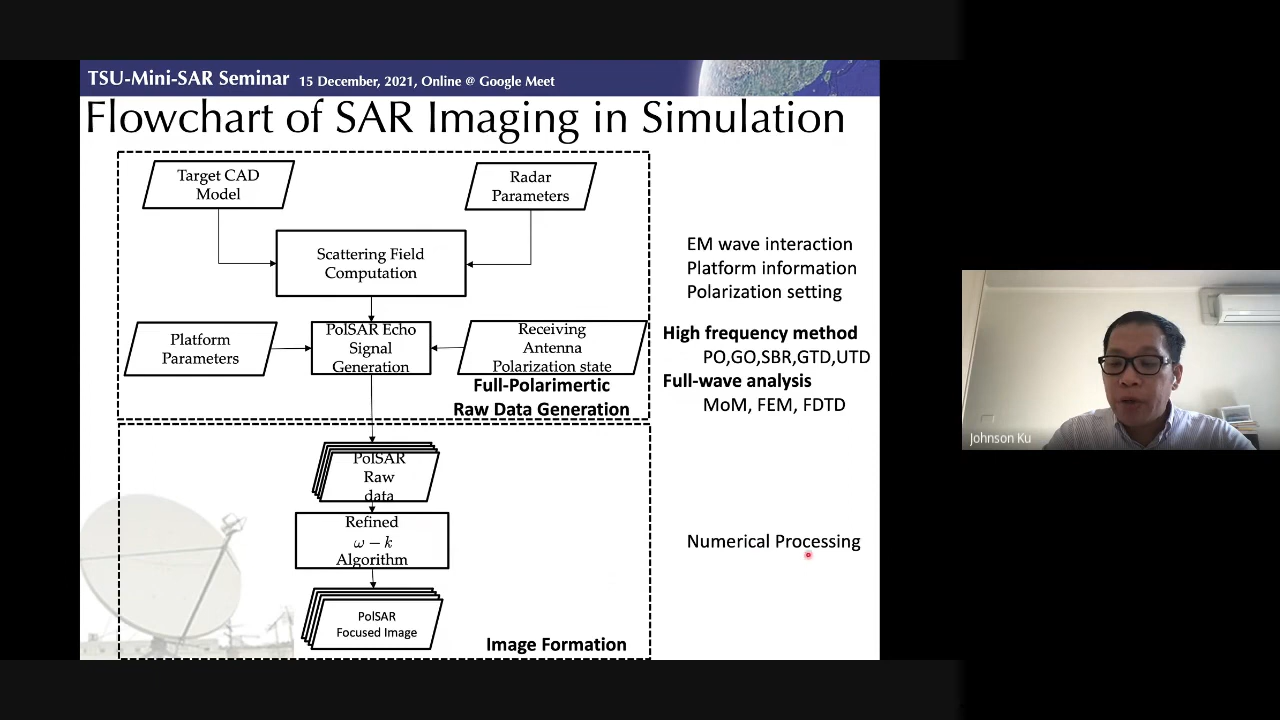 TSU-Mini-SAR Seminar 15 December, 2021, Online @ Google Meet
Flowchart of SAR Imaging in Simulation
Target CAD
Model
Radar
Parameters
Scattering Field
Computation
Platform
Parameters
PolSAR Echo
Signal
Generation
Receiving
Antenna
Polarization state
Full-Polarimertic
Raw Data Generation
EM wave interaction
Platform information
Polarization setting
High frequency method
PO,GO,SBR,GTD,UTD
Full-wave analysis
MoM, FEM, FDTD
PolSAR
Raw
data
Refined
ω − k
Algorithm
PolSAR
Focused Image
Image Formation
Numerical Processing
Johnson Ku